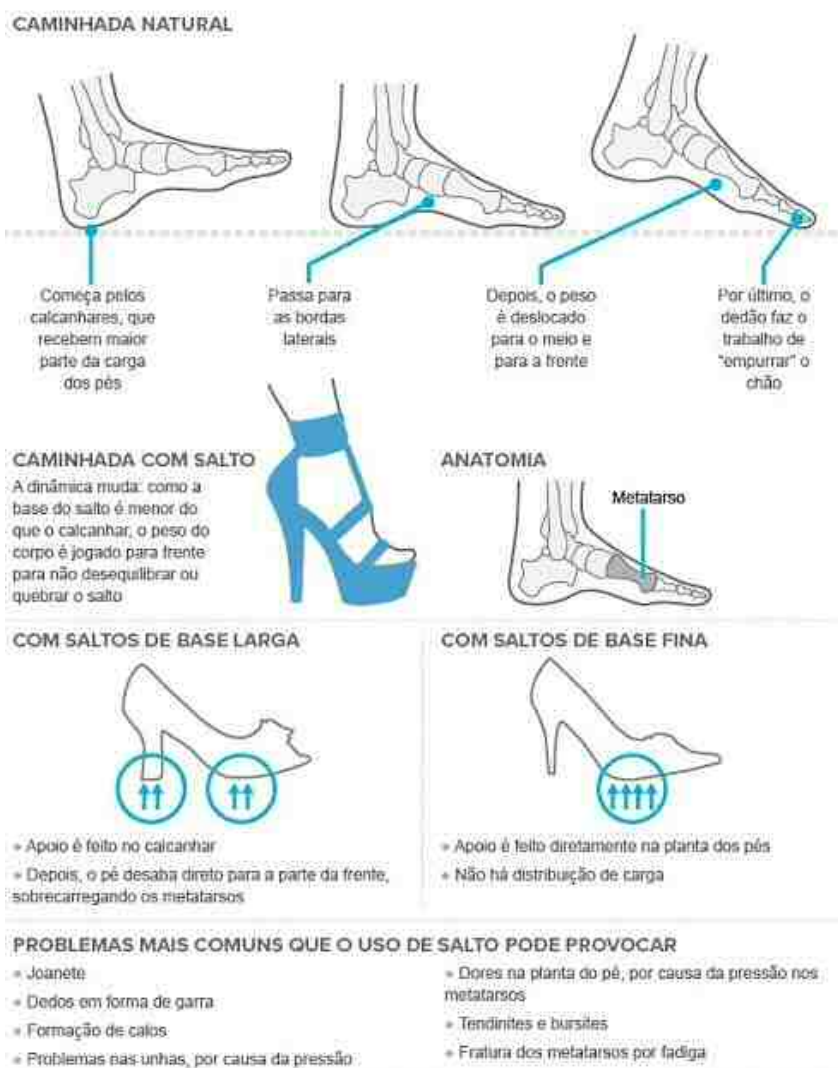 CAMINHADA NATURAL
Começa pelos
calcanhares, que
recebem maior
parte da carga
dos pés
Passa para
as bordas
laterais
Depois, o peso
é deslocado
para o meio e
para a frente
Por último, o
dedão faz o
trabalho de
"empurrar" o
chão
CAMINHADA COM SALTO
A dinâmica muda: como a
base do salto é menor do
que o calcanhar, o peso do
corpo é jogado para frente
para não desequilibrar ou
quebrar o salto
ANATOMIA
Metatarso
COM SALTOS DE BASE LARGA
» Apoio é feito no calcanhar
» Depois, o pé desaba direto para a parte da frente,
sobrecarregando os metatarsos
COM SALTOS DE BASE FINA
» Apoio é feito diretamente na planta dos pés
» Não há distribuição de carga
PROBLEMAS MAIS COMUNS QUE O USO DE SALTO PODE PROVOCAR
» Joanete
» Dedos em forma de garra
» Formação de calos
» Problemas nas unhas, por causa da pressão
» Dores na planta do pé, por causa da pressão nos
metatarsos
» Tendinites e bursites
» Fratura dos metatarsos por fadiga